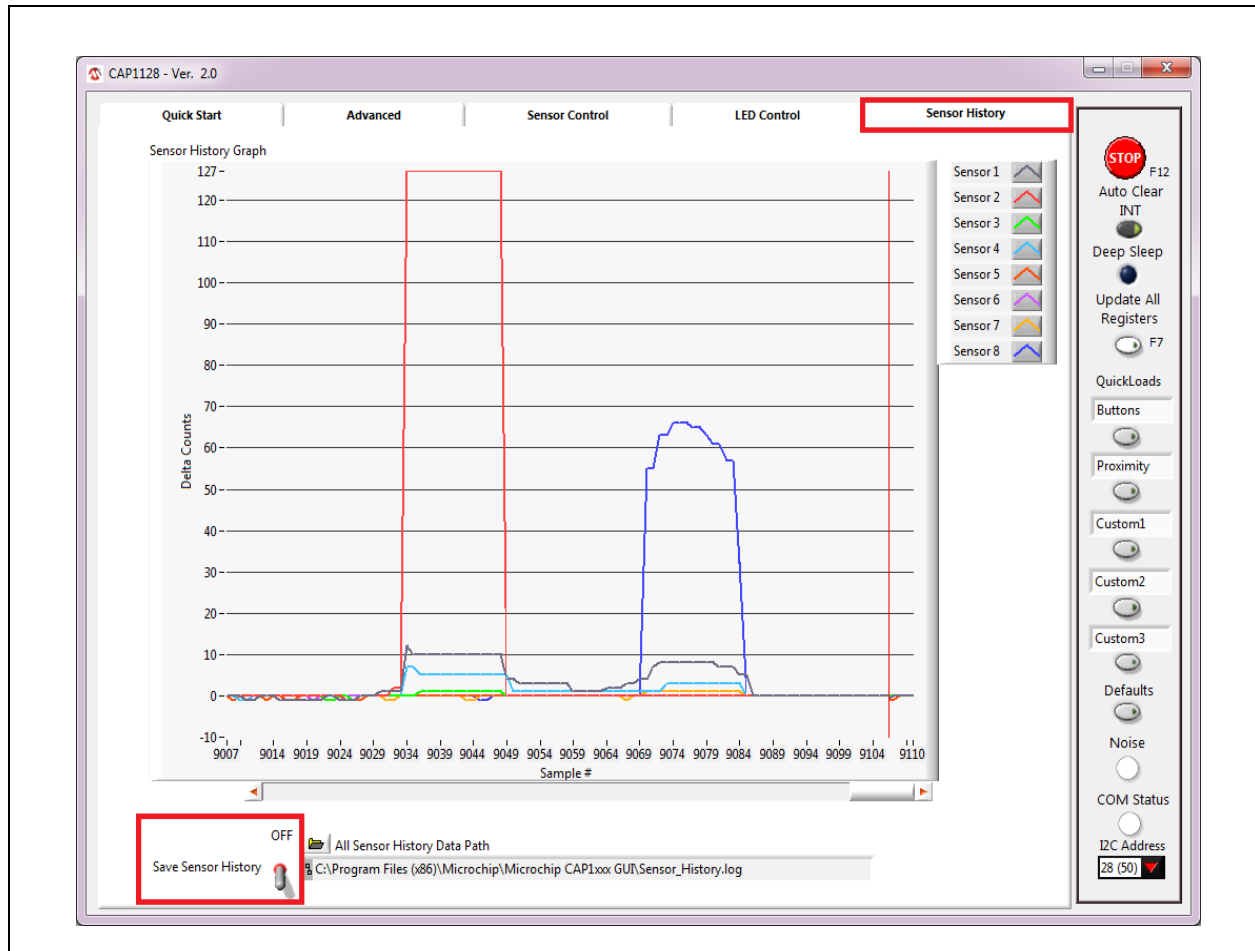 CAP1128 - Ver. 2.0
Quick Start
Advanced
Sensor Control
LED Control
Sensor History
Sensor History Graph
127
120
110
100
90
80
70
60
50
40
30
20
10
0
-10
Delta Counts
9007 9014 9019 9024 9029 9034 9039 9044 9049 9054 9059 9064 9069 9074 9079 9084 9089 9094 9099 9104 9110
Sample #
Sensor 1
Sensor 2
Sensor 3
Sensor 4
Sensor 5
Sensor 6
Sensor 7
Sensor 8
STOP
F12
Auto Clear
INT
Deep Sleep
Update All
Registers
F7
QuickLoads
Buttons
Proximity
Custom1
Custom2
Custom3
Defaults
Noise
COM Status
I2C Address
28 (50)
OFF
Save Sensor History
All Sensor History Data Path
C:\Program Files (x86)\Microchip\Microchip CAP1xxx GUI\Sensor_History.log